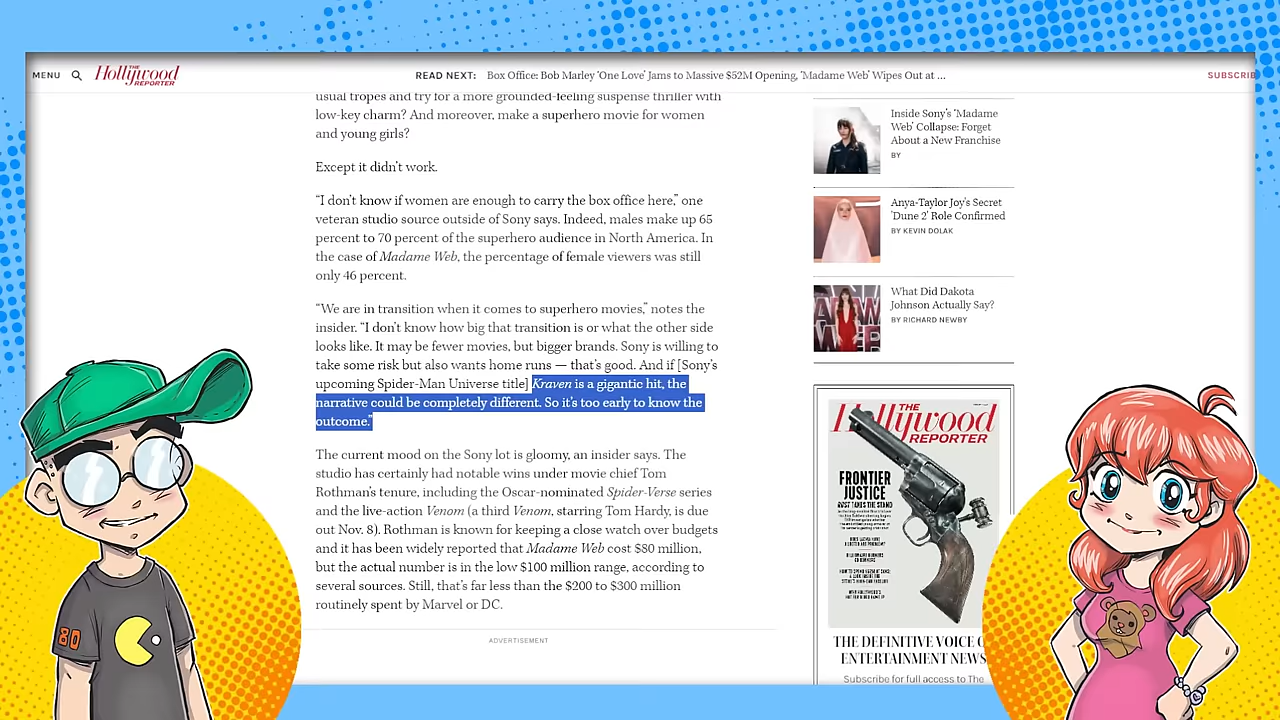 MENU
THE
Hollywood
REPORTER
READ NEXT: Box Office: Bob Marley 'One Love' Jams to Massive $52M Opening, 'Madame Web' Wipes Out at ...
SUBSCRIB
usual tropes and try for a more grounded-feeling suspense thriller with
low-key charm? And moreover, make a superhero movie for women
and young girls?
Except it didn't work.
“I don't know if women are enough to carry the box office here,” one
veteran studio source outside of Sony says. Indeed, males make up 65
percent to 70 percent of the superhero audience in North America. In
the case of Madame Web, the percentage of female viewers was still
only 46 percent.
“We are in transition when it comes to superhero movies,” notes the
insider. “I don't know how big that transition is or what the other side
looks like. It may be fewer movies, but bigger brands. Sony is willing to
take some risk but also wants home runs — that's good. And if [Sony's
upcoming Spider-Man Universe title] Kraven is a gigantic hit, the
narrative could be completely different. So it's too early to know the
outcome.”
The current mood on the Sony lot is gloomy, an insider says. The
studio has certainly had notable wins under movie chief Tom
Rothman's tenure, including the Oscar-nominated Spider-Verse series
and the live-action Venom (a third Venom, starring Tom Hardy, is due
out Nov. 8). Rothman is known for keeping a close watch over budgets
and it has been widely reported that Madame Web cost $80 million,
but the actual number is in the low $100 million range, according to
several sources. Still, that's far less than the $200 to $300 million
routinely spent by Marvel or DC.
ADVERTISEMENT
Inside Sony's 'Madame
Web' Collapse: Forget
About a New Franchise
BY
Anya-Taylor Joy's Secret
'Dune 2' Role Confirmed
BY KEVIN DOLAK
What Did Dakota
Johnson Actually Say?
BY RICHARD NEWBY
THE
Hollywood
REPORTER
FRONTIER
JUSTICE
RUST TAKES THE STAND
THE DEFINITIVE VOICE O
ENTERTAINMENT NEWS
Subscribe for full access to The
80